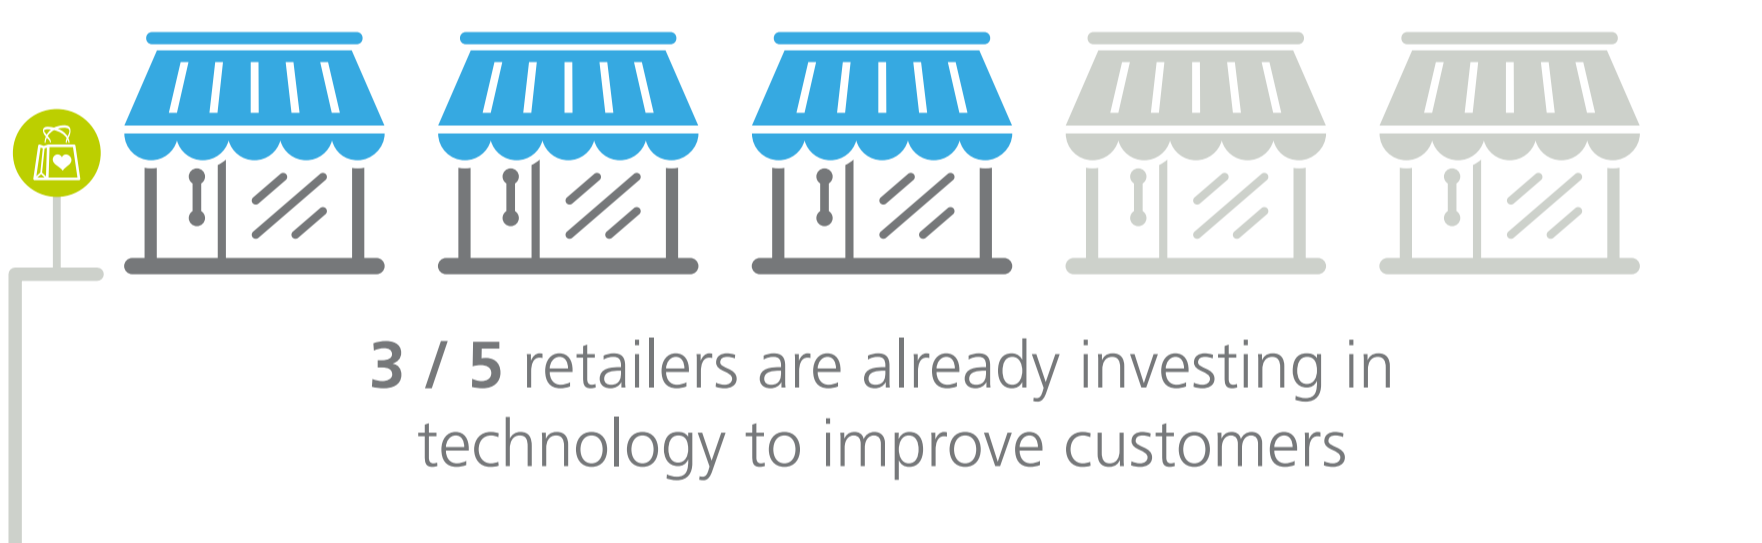 3 / 5 retailers are already investing in
technology to improve customers